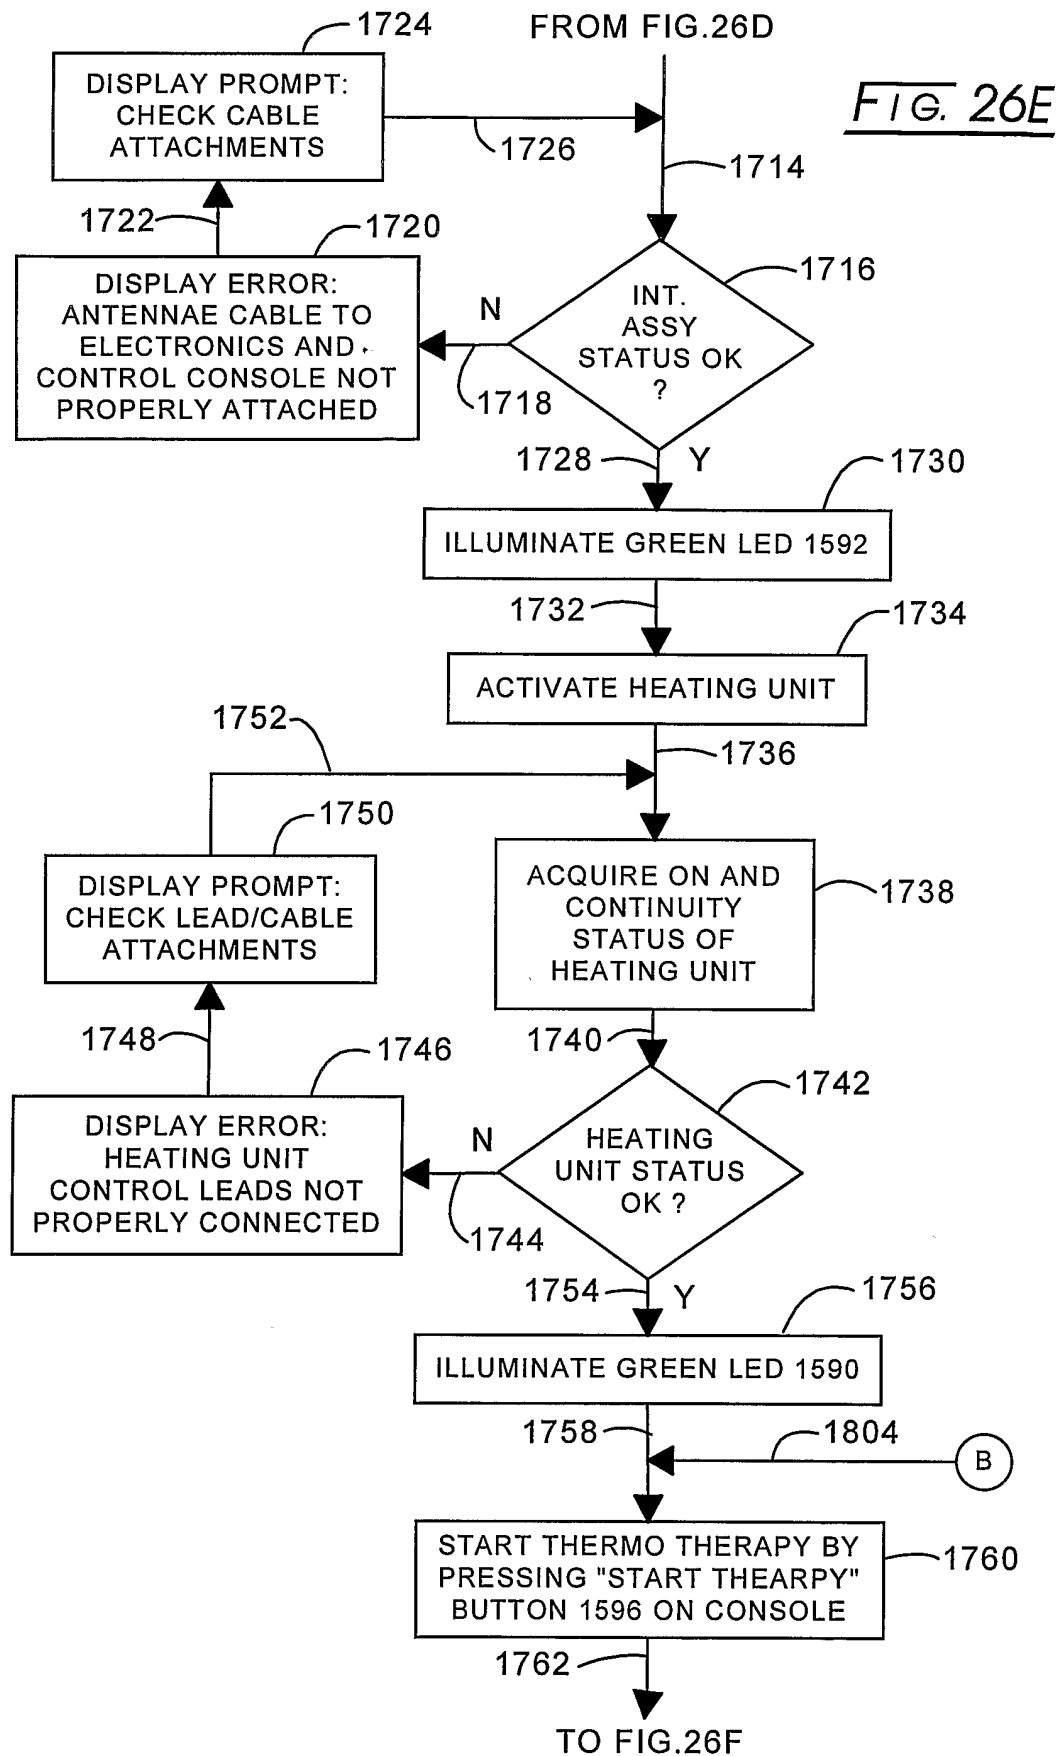 1724
FROM FIG.26D
FIG. 26E
DISPLAY PROMPT:
CHECK CABLE
ATTACHMENTS
1726
1714
1722
1720
1716
DISPLAY ERROR:
ANTENNAE CABLE TO
ELECTRONICS AND
CONTROL CONSOLE NOT
PROPERLY ATTACHED
N
INT.
ASSY
STATUS OK
?
1718
1728
Y
1730
ILLUMINATE GREEN LED 1592
1732
1734
ACTIVATE HEATING UNIT
1752
1736
1750
DISPLAY PROMPT:
CHECK LEAD/CABLE
ATTACHMENTS
ACQUIRE ON AND
CONTINUITY
STATUS OF
HEATING UNIT
1738
1748
1746
1740
1742
DISPLAY ERROR:
HEATING UNIT
CONTROL LEADS NOT
PROPERLY CONNECTED
N
HEATING
UNIT STATUS
OK ?
1744
1754
Y
1756
ILLUMINATE GREEN LED 1590
1758
1804
B
START THERMO THERAPY BY
PRESSING "START THEARPY"
BUTTON 1596 ON CONSOLE
1760
1762
TO FIG.26F